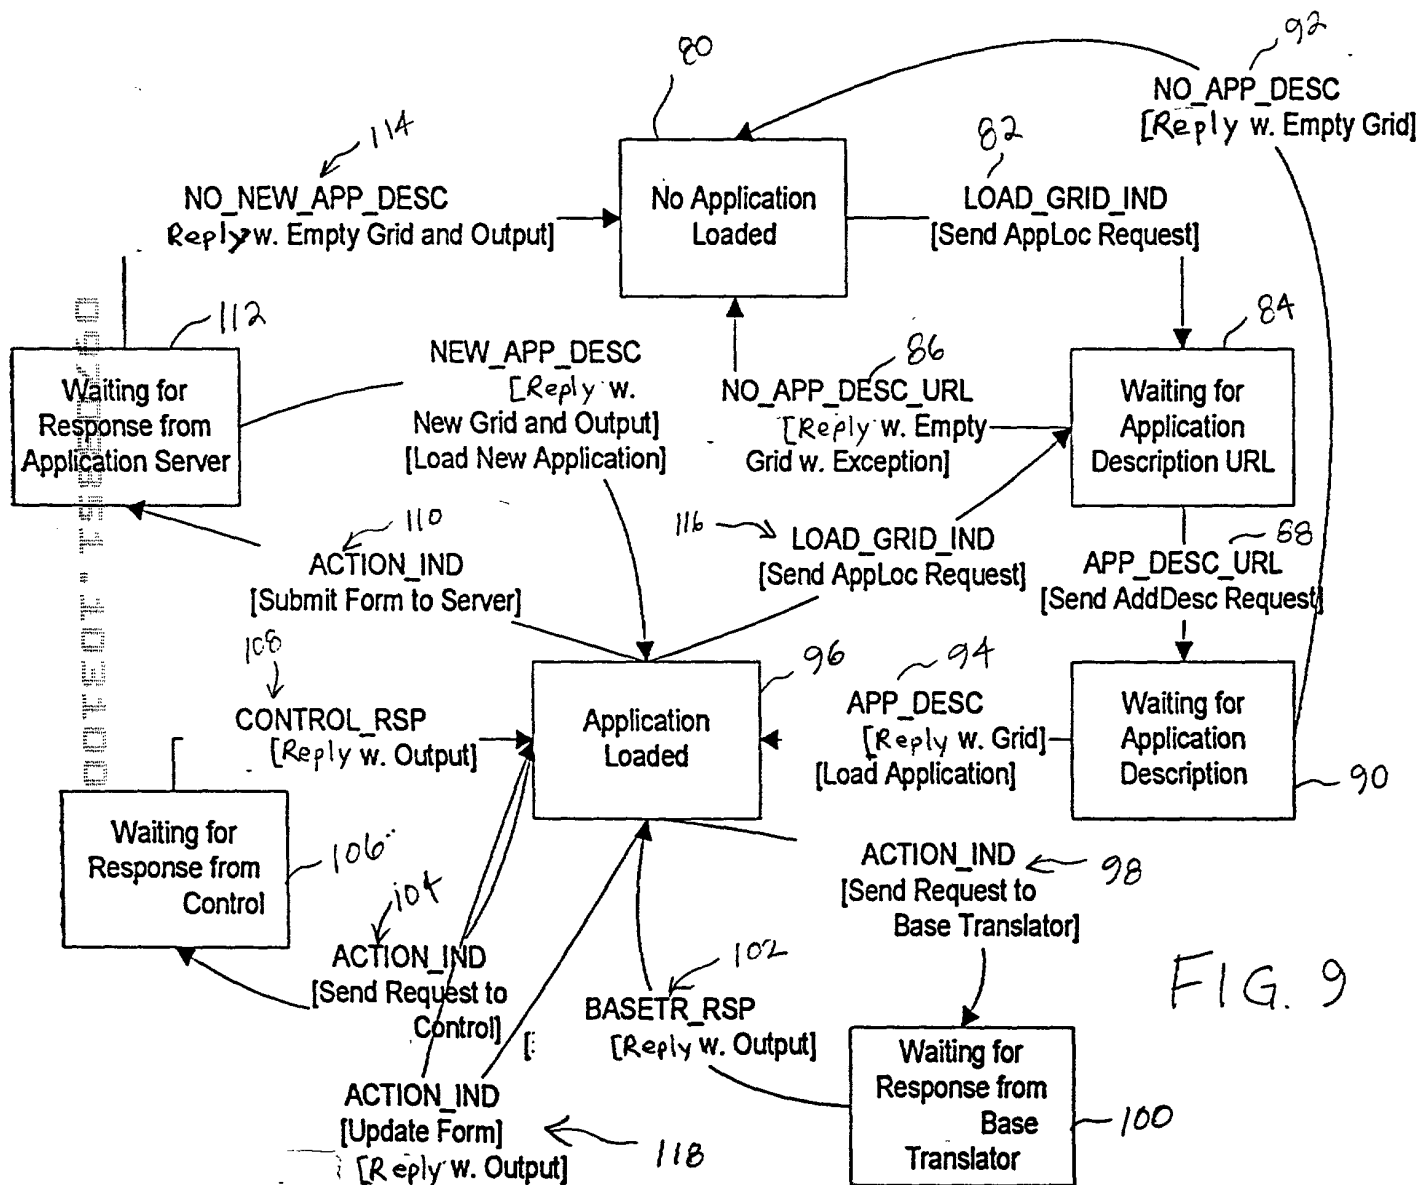 92
NO_APP_DESC
[Reply w. Empty Grid]
80
114
NO_NEW_APP_DESC
Reply w. Empty Grid and Output]
No Application
Loaded
82
LOAD_GRID_IND
[Send AppLoc Request]
112
Waiting for
Response from
Application Server
NEW_APP_DESC
[Reply w.
New Grid and Output]
[Load New Application]
86
NO_APP_DESC_URL
[Reply w. Empty
Grid w. Exception]
84
Waiting for
Application
Description URL
110
ACTION_IND
[Submit Form to Server]
116
LOAD_GRID_IND
[Send AppLoc Request]
88
APP_DESC_URL
[Send AddDesc Request]
108
CONTROL_RSP
[Reply w. Output]
96
Application
Loaded
94
APP_DESC
[Reply w. Grid]
[Load Application]
Waiting for
Application
Description
90
Waiting for
Response from
Control
106
104
ACTION_IND
[Send Request to
Control]
ACTION_IND
98
[Send Request to
Base Translator]
102
BASETR_RSP
[Reply w. Output]
[
Waiting for
Response from
Base
Translator
100
ACTION_IND
[Update Form]
[Reply w. Output]
118
FIG. 9